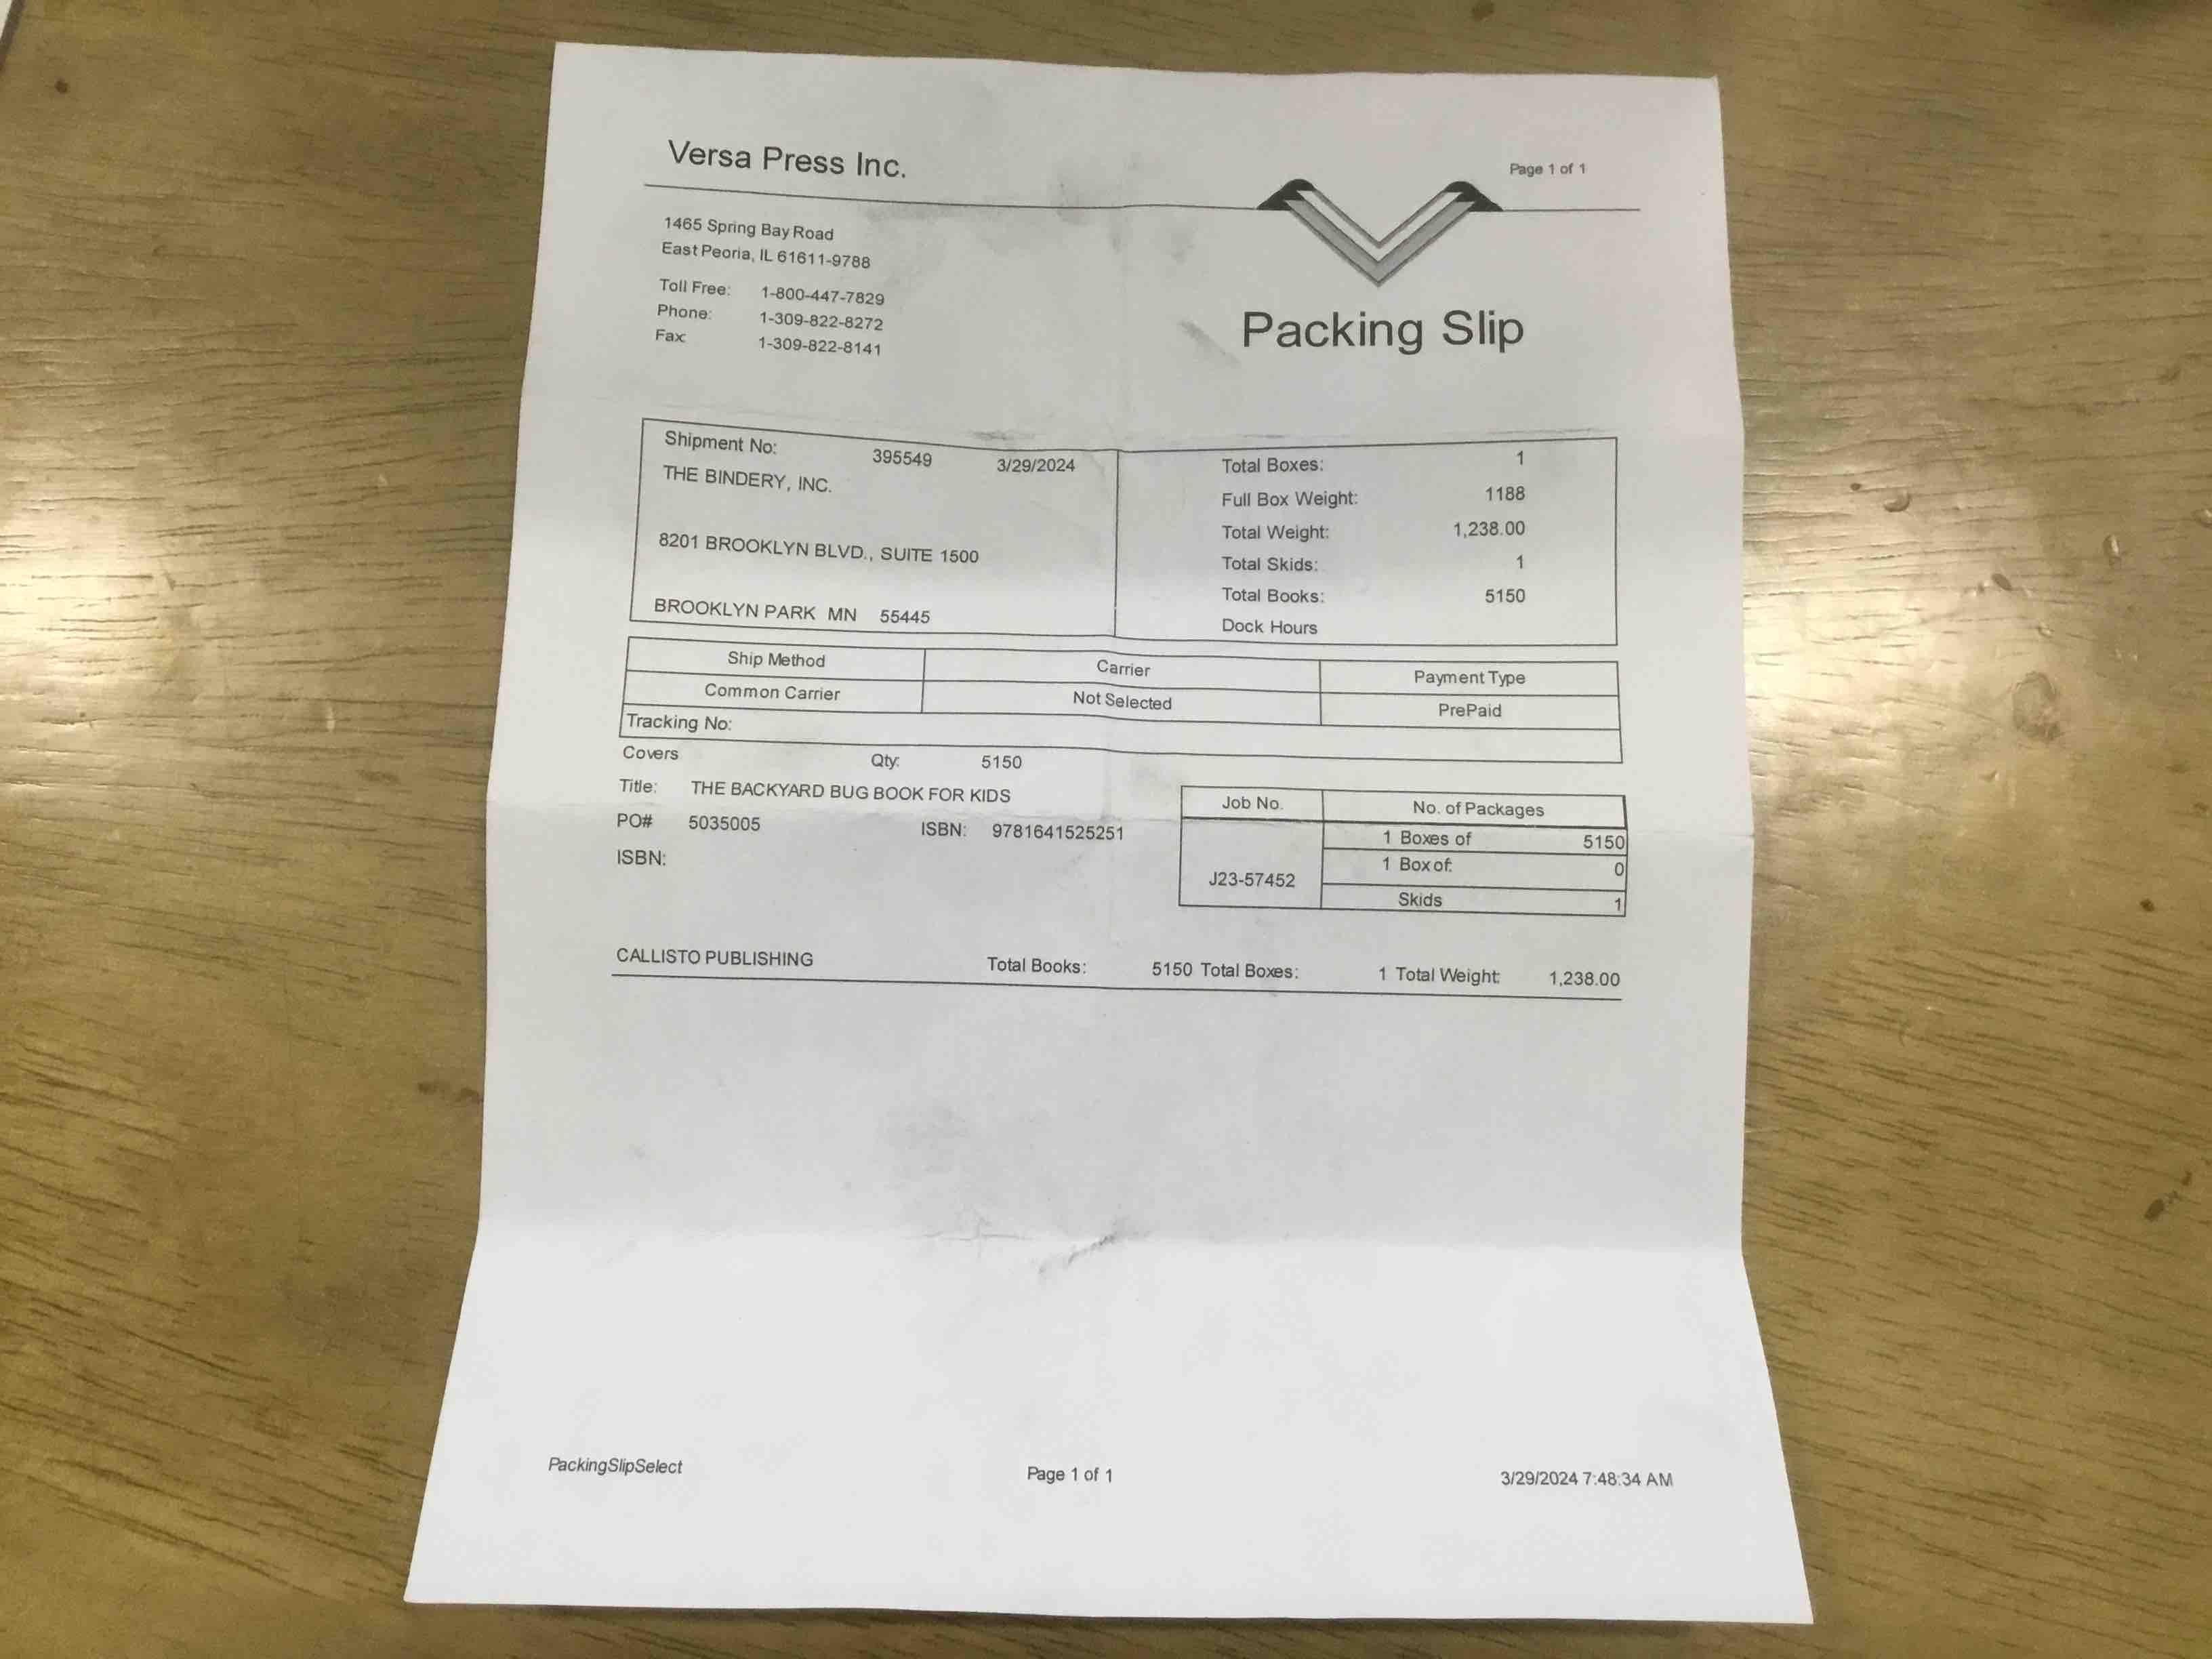 Versa Press Inc.
Page 1 of 1
1465 Spring Bay Road
East Peoria, IL 61611-9788
Toll Free: 1-800-447-7829
Phone: 1-309-822-8272
Fax: 1-309-822-8141
Packing Slip
Shipment No: 395549 3/29/2024
THE BINDERY, INC.
8201 BROOKLYN BLVD., SUITE 1500
BROOKLYN PARK MN 55445
Total Boxes: 1
Full Box Weight: 1188
Total Weight: 1,238.00
Total Skids: 1
Total Books: 5150
Dock Hours
Ship Method Carrier Payment Type
Common Carrier Not Selected PrePaid
Tracking No:
Covers Qty: 5150
Title: THE BACKYARD BUG BOOK FOR KIDS
PO# 5035005 ISBN: 9781641525251
ISBN:
Job No. No. of Packages
1 Boxes of 5150
1 Box of: 0
J23-57452
Skids 1
CALLISTO PUBLISHING Total Books: 5150 Total Boxes: 1 Total Weight: 1,238.00
PackingSlipSelect Page 1 of 1 3/29/2024 7:48:34 AM